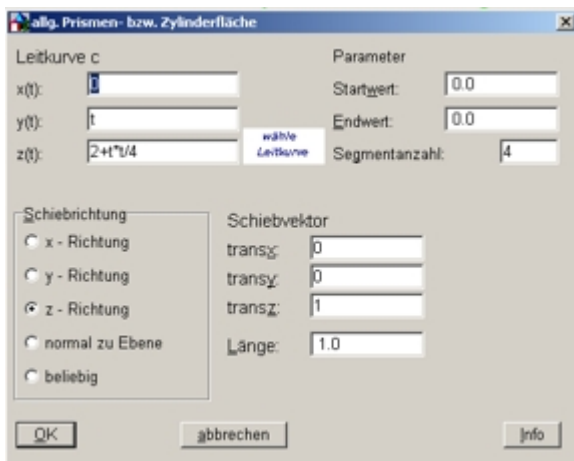 allg. Prismen- bzw. Zylinderfläche
Leitkurve c
x(t): 0
y(t): t
z(t): 2+t*t/4
wähle
Leitkurve
Parameter
Startwert: 0.0
Endwert: 0.0
Segmentanzahl: 4
Schiebrichtung
x - Richtung
y - Richtung
z - Richtung
normal zu Ebene
beliebig
Schiebvektor
transx: 0
transy: 0
transz: 1
Länge: 1.0
OK
abbrechen
Info